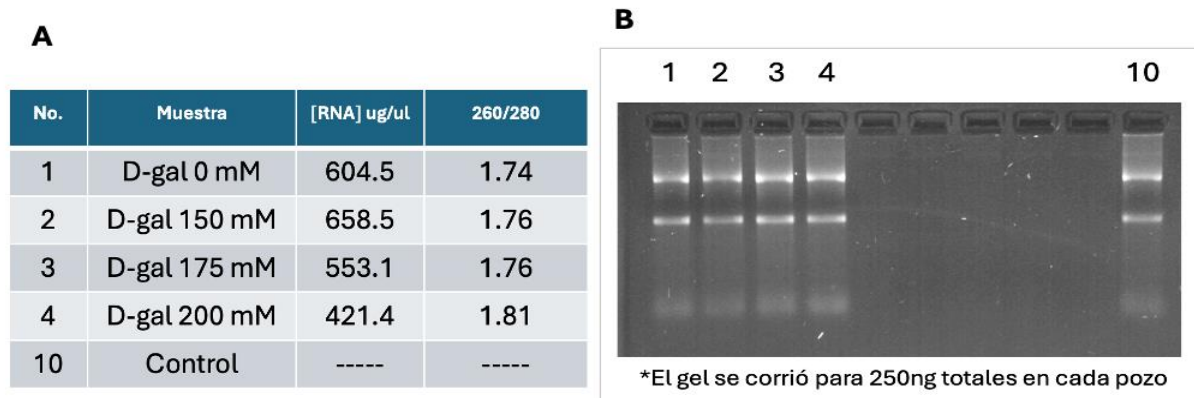 A
No. Muestra [RNA] ug/ul 260/280
1 D-gal 0 mM 604.5 1.74
2 D-gal 150 mM 658.5 1.76
3 D-gal 175 mM 553.1 1.76
4 D-gal 200 mM 421.4 1.81
10 Control ----- -----
B
1 2 3 4 10
*El gel se corrió para 250ng totales en cada pozo